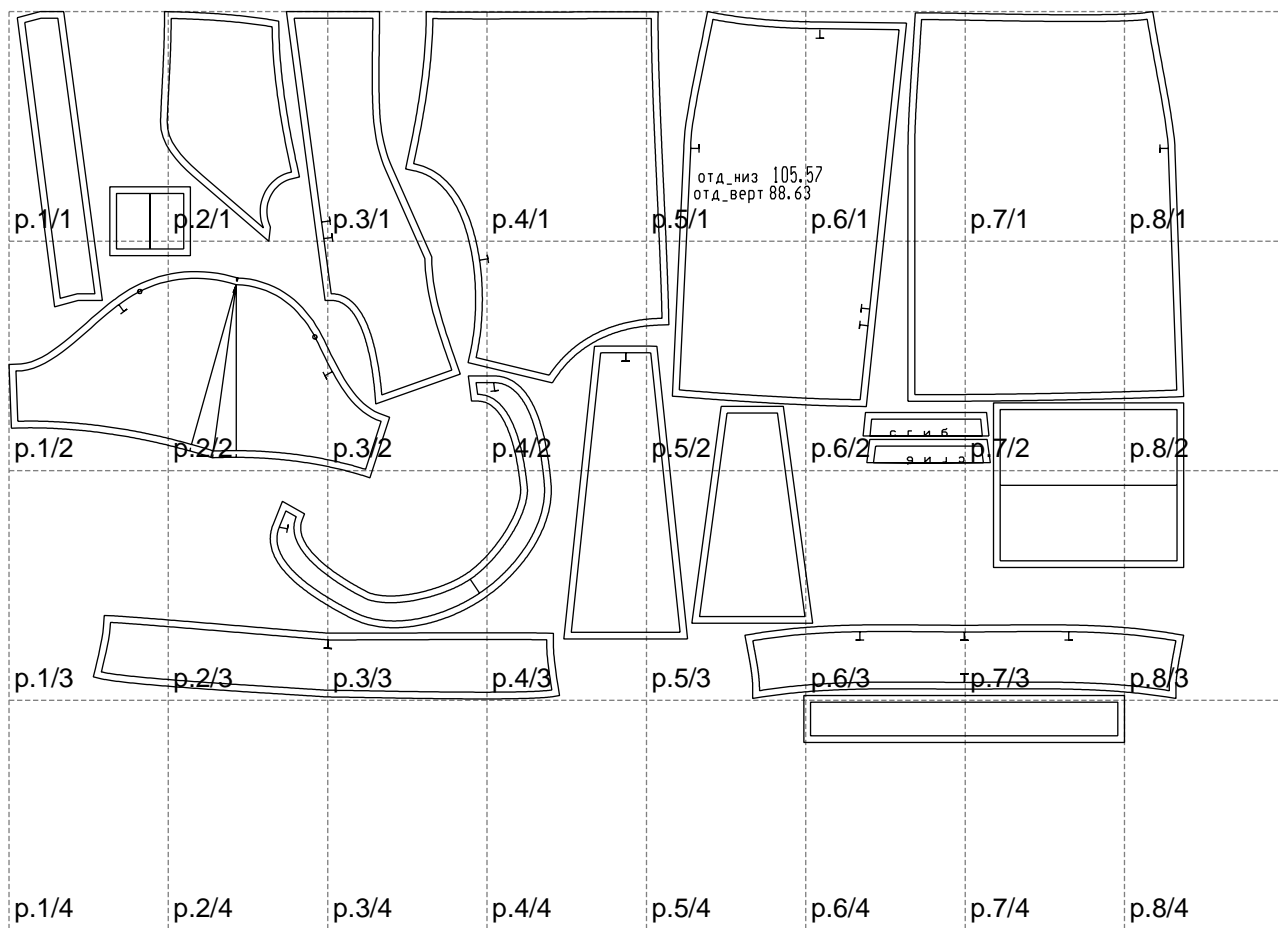 отд_низ 105.57
отд_верт 88.63
p.1/1 p.2/1 p.3/1 p.4/1 p.5/1 p.6/1 p.7/1 p.8/1
сгиб
p.1/2 p.2/2 p.3/2 p.4/2 p.5/2 p.6/2 p.7/2 p.8/2
сгиб
p.1/3 p.2/3 p.3/3 p.4/3 p.5/3 p.6/3 p.7/3 p.8/3
p.1/4 p.2/4 p.3/4 p.4/4 p.5/4 p.6/4 p.7/4 p.8/4